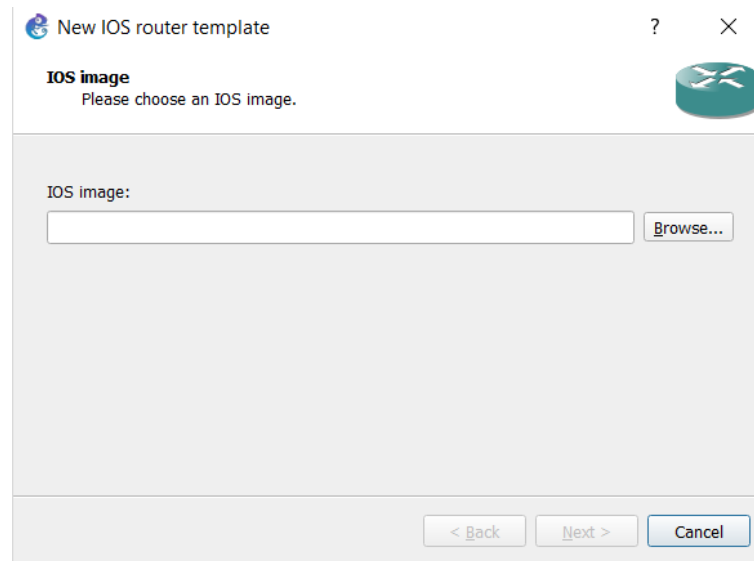 New IOS router template
?
IOS image
Please choose an IOS image.
IOS image:
Browse...
< Back
Next >
Cancel